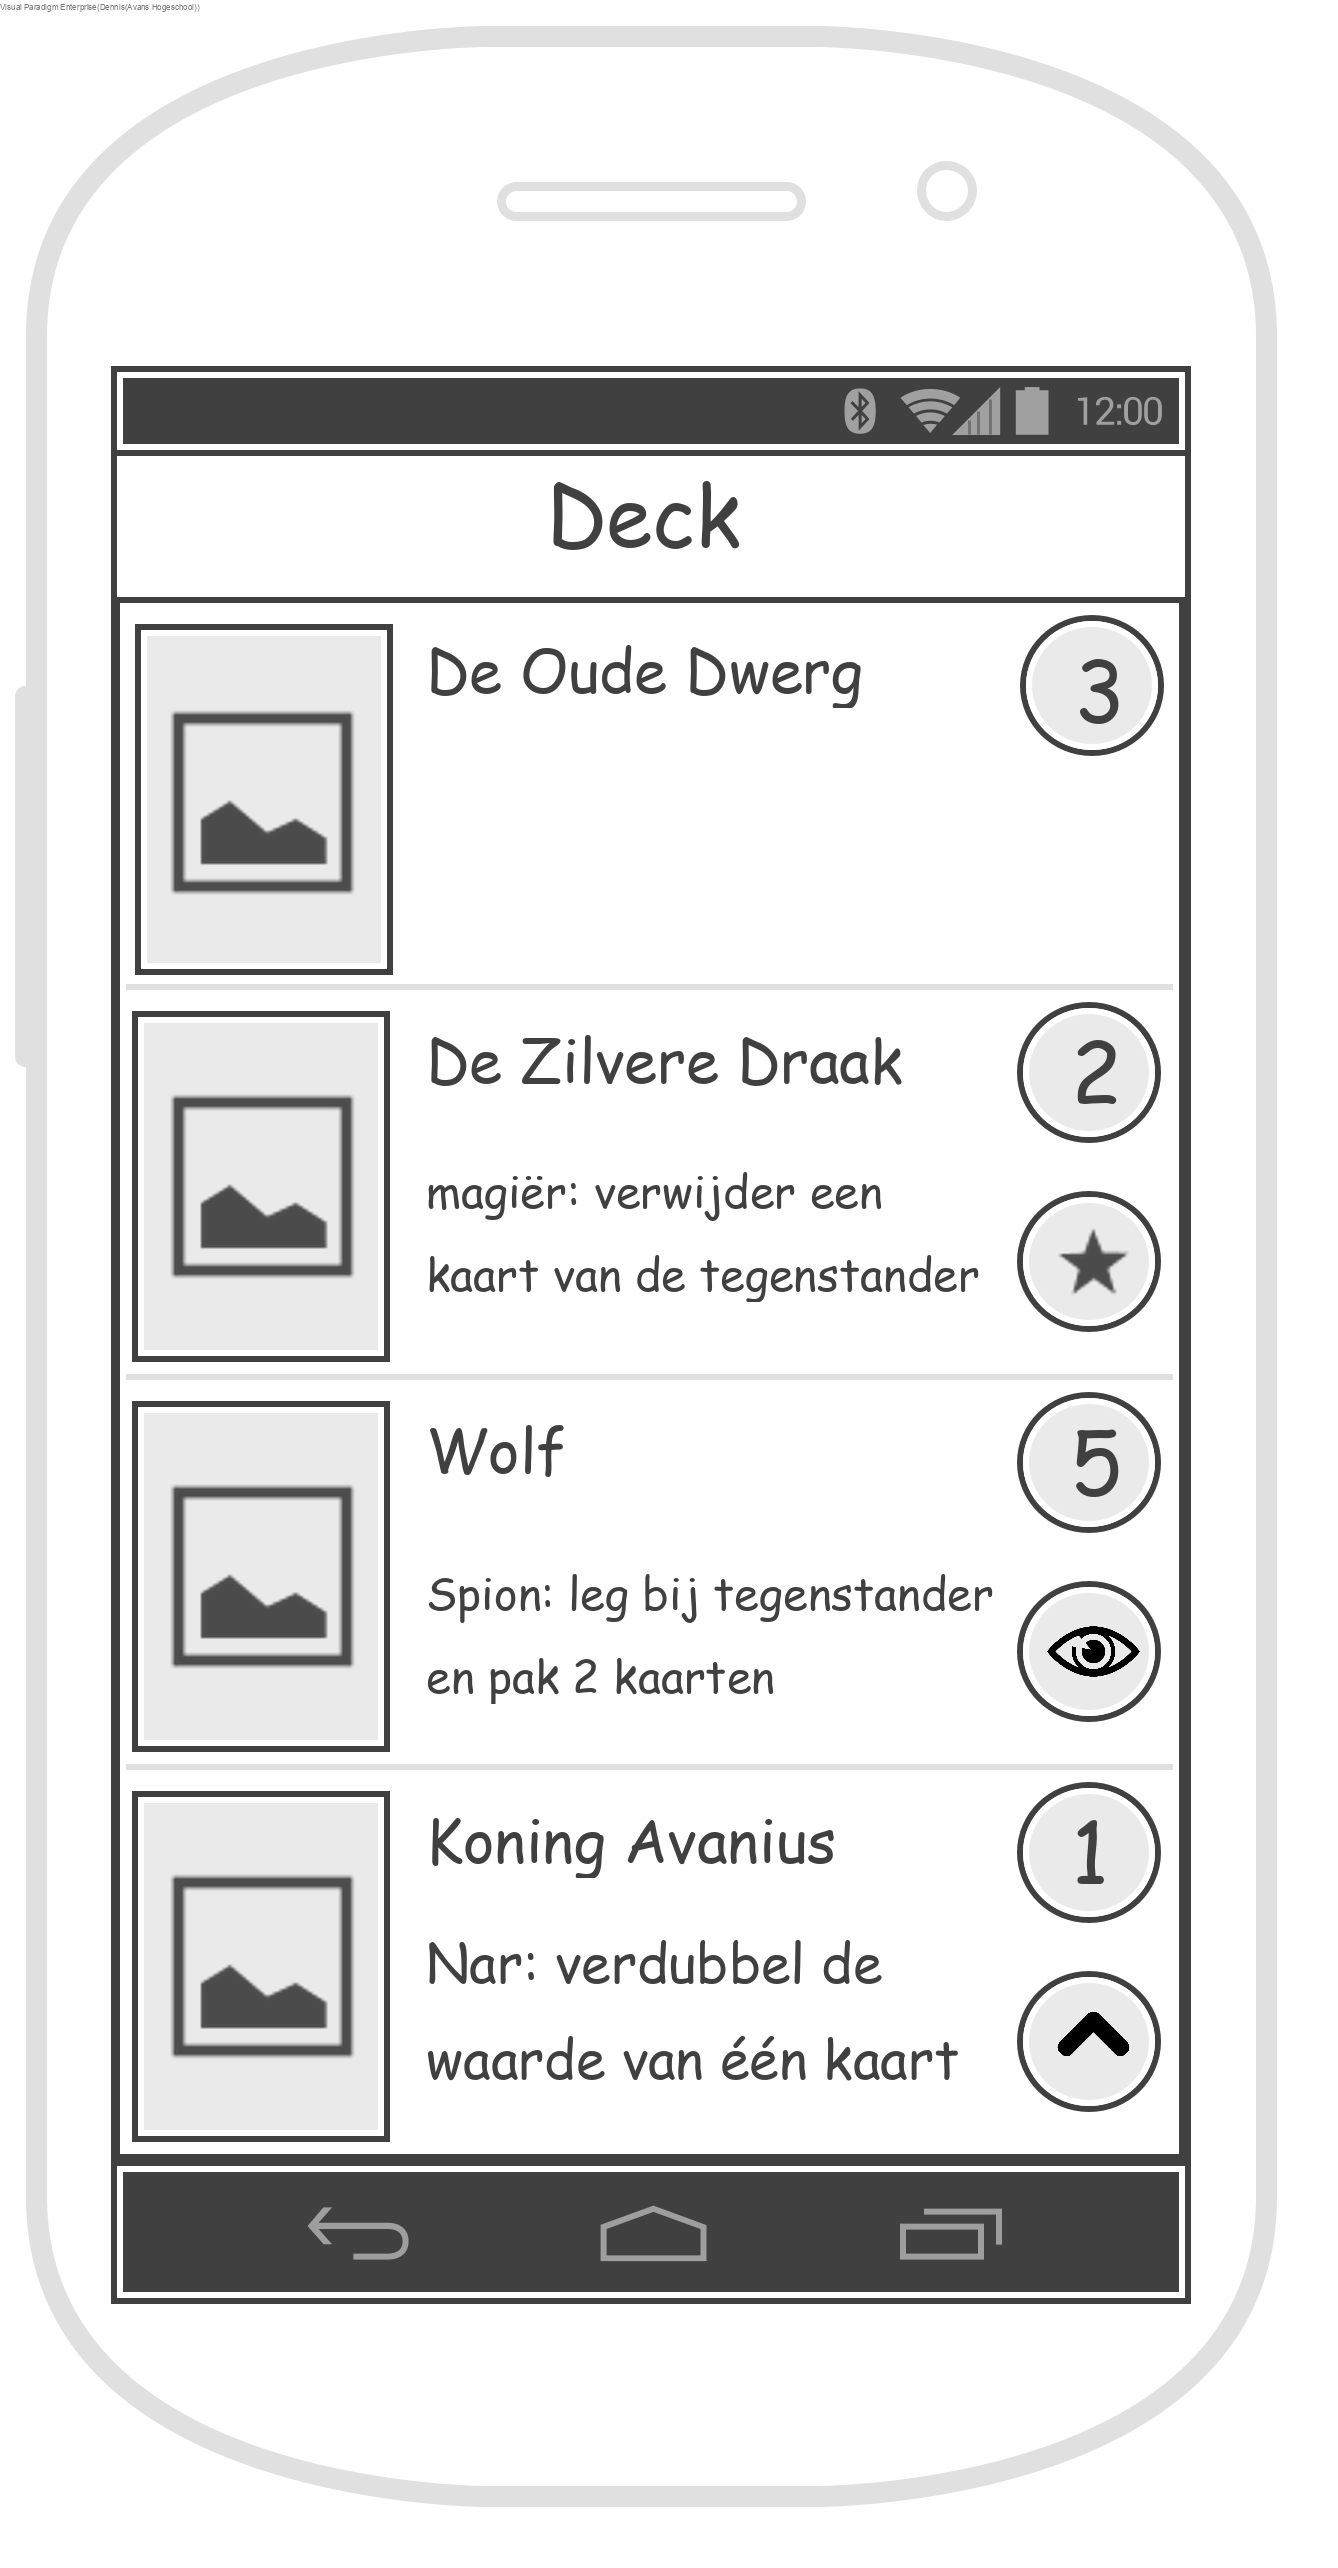 Visual Paradigm Enterprise(Dennis(Avans Hogeschool))
12:00
Deck
De Oude Dwerg
3
De Zilvere Draak
2
magiër: verwijder een
kaart van de tegenstander
Wolf
5
Spion: leg bij tegenstander
en pak 2 kaarten
Koning Avanius
1
Nar: verdubbel de
waarde van één kaart